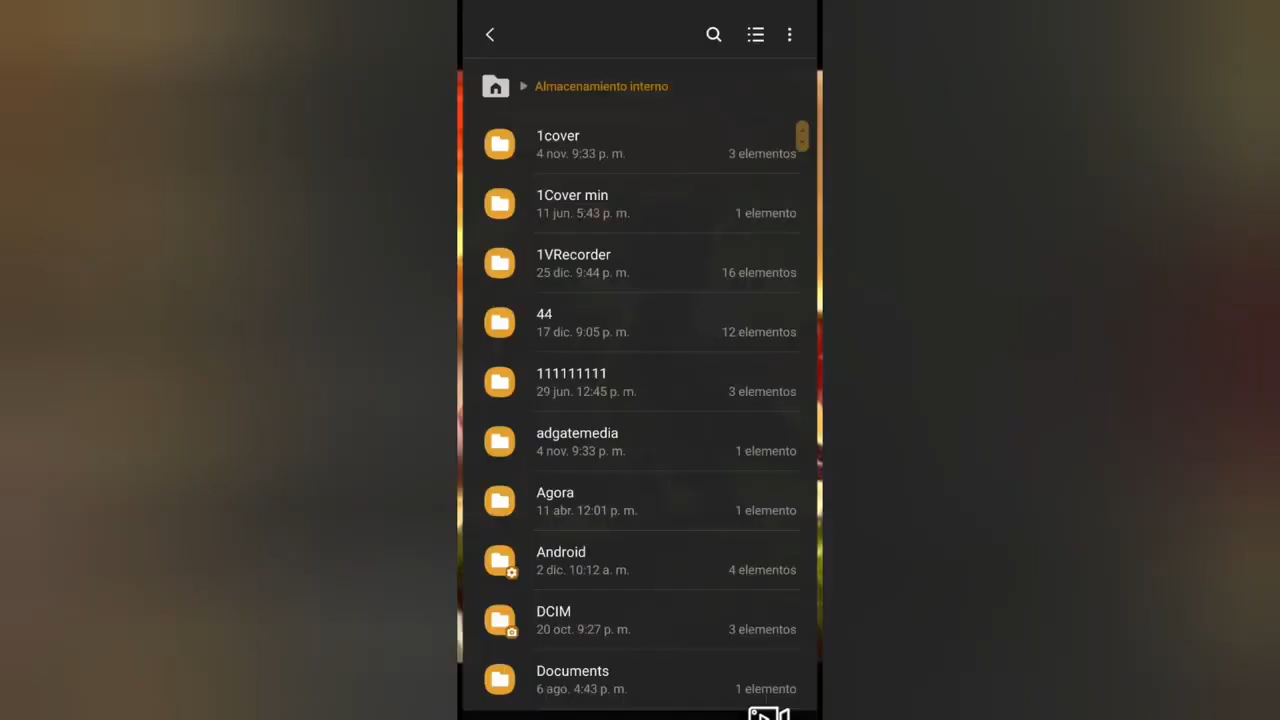 Almacenamiento interno
1cover
4 nov. 9:33 p. m.
3 elementos
1Cover min
11 jun. 5:43 p. m.
1 elemento
1VRecorder
25 dic. 9:44 p. m.
16 elementos
44
17 dic. 9:05 p. m.
12 elementos
111111111
29 jun. 12:45 p. m.
3 elementos
adgatemedia
4 nov. 9:33 p. m.
1 elemento
Agora
11 abr. 12:01 p. m.
1 elemento
Android
2 dic. 10:12 a. m.
4 elementos
DCIM
20 oct. 9:27 p. m.
3 elementos
Documents
6 ago. 4:43 p. m.
1 elemento